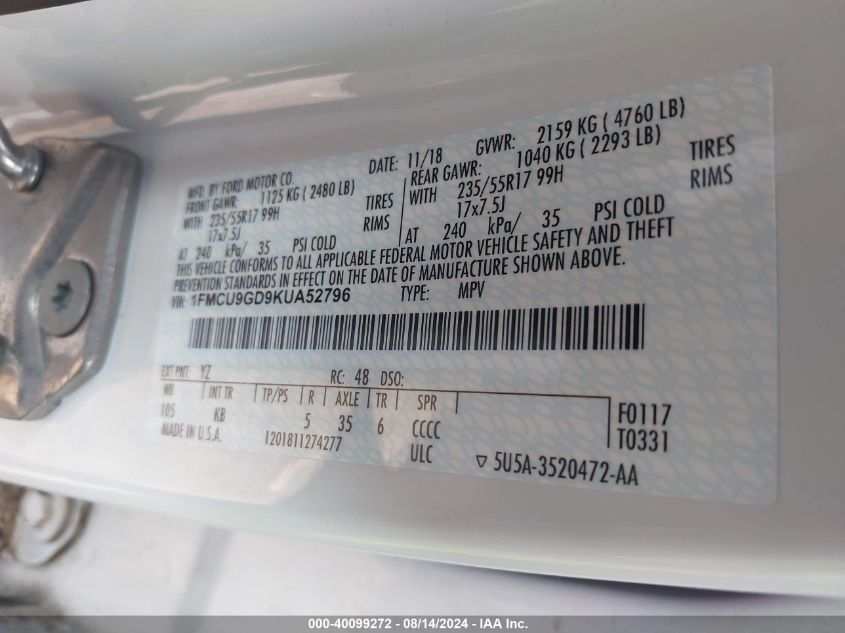 MFD. BY FORD MOTOR CO. DATE: 11/18 GVWR: 2159 KG ( 4760 LB)
FRONT GAWR: 1125 KG ( 2480 LB) REAR GAWR: 1040 KG ( 2293 LB)
WITH 235/55R17 99H TIRES WITH 235/55R17 99H TIRES
17x7.5J RIMS 17x7.5J RIMS
AT 240 kPa/ 35 PSI COLD AT 240 kPa/ 35 PSI COLD
THIS VEHICLE CONFORMS TO ALL APPLICABLE FEDERAL MOTOR VEHICLE SAFETY AND THEFT
PREVENTION STANDARDS IN EFFECT ON THE DATE OF MANUFACTURE SHOWN ABOVE.
VIN: 1FMCU9GD9KUA52796 TYPE: MPV
EXT PNT: YZ RC: 48 DSO:
WB INT TR TP/PS R AXLE TR SPR
105 KB 5 35 6 CCCC F0117
MADE IN U.S.A. 1201811274277 ULC T0331
▽ 5U5A-3520472-AA
000-40099272 - 08/14/2024 - IAA Inc.